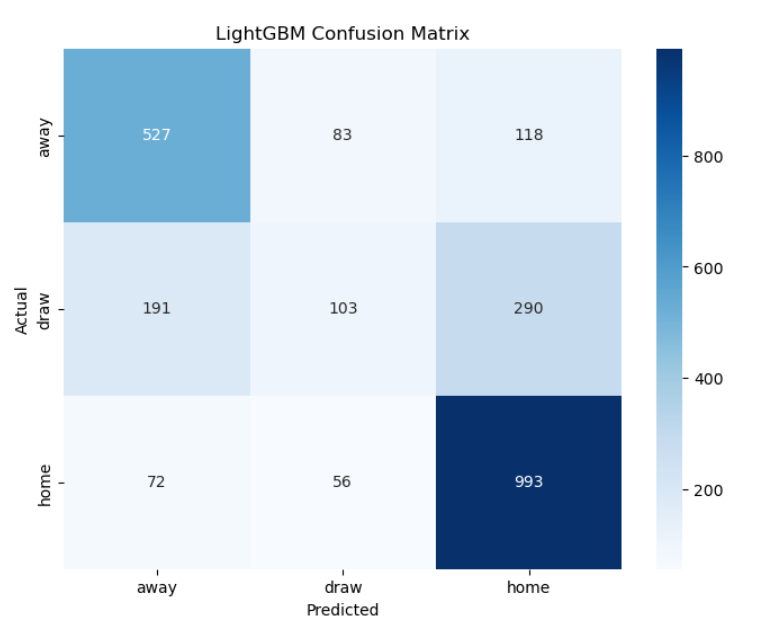 LightGBM Confusion Matrix
away
527
83
118
draw
191
103
290
home
72
56
993
Actual
away
draw
home
Predicted
800
600
400
200